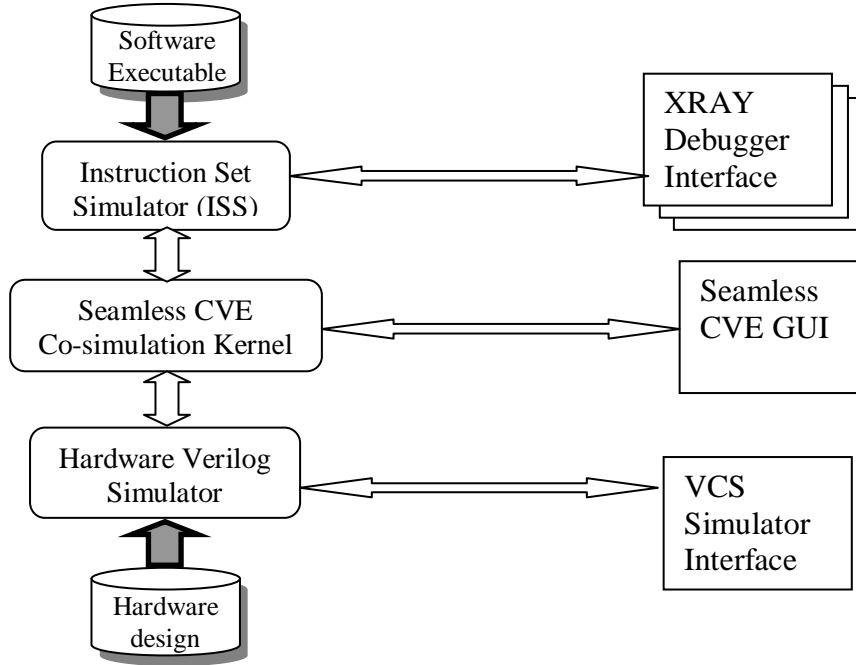 Software
Executable
XRAY
Debugger
Interface
Instruction Set
Simulator (ISS)
Seamless CVE
Co-simulation Kernel
Seamless
CVE GUI
Hardware Verilog
Simulator
VCS
Simulator
Interface
Hardware
design